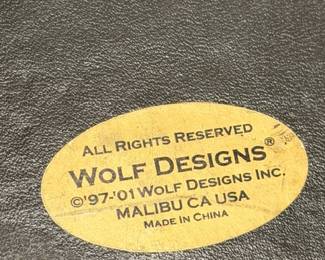 ALL RIGHTS RESERVED
WOLF DESIGNS®
©'97-'01 WOLF DESIGNS INC.
MALIBU CA USA
MADE IN CHINA